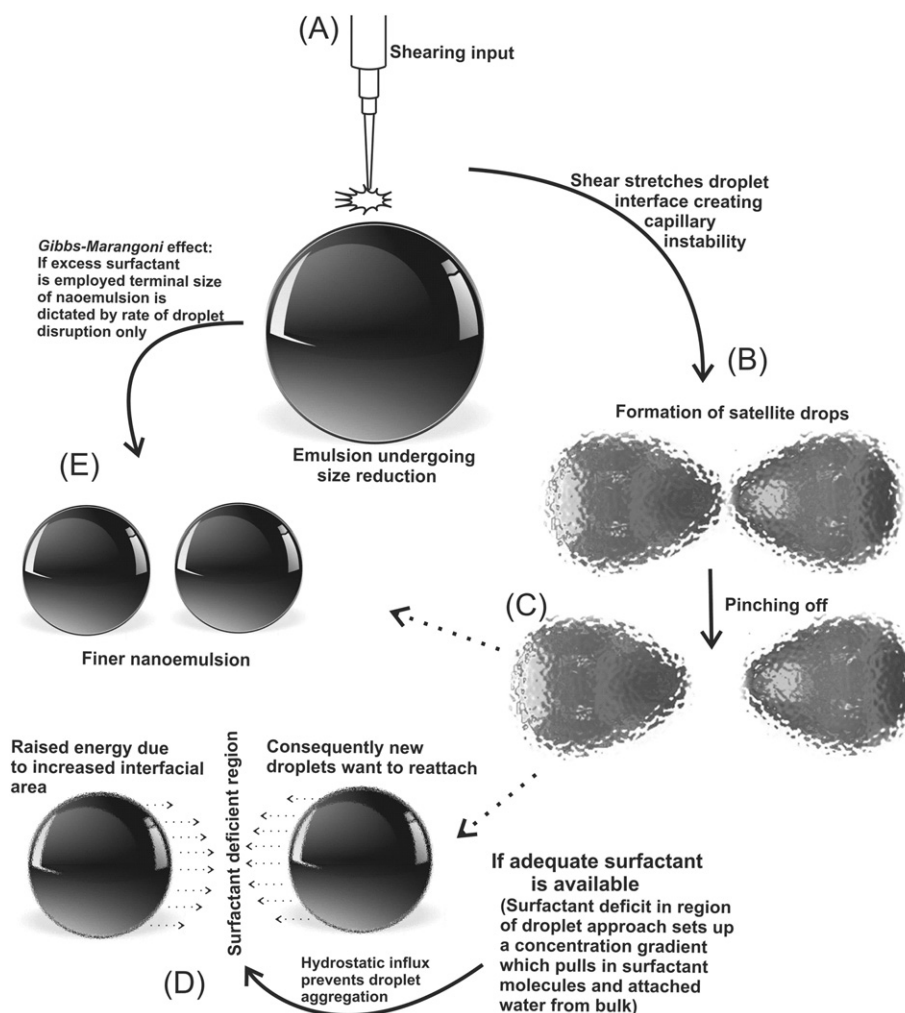 (A)
Shearing input
Shear stretches droplet
interface creating
capillary
instability
Gibbs-Marangoni effect:
If excess surfactant
is employed terminal size
of naoemulsion is
dictated by rate of droplet
disruption only
(B)
Formation of satellite drops
Emulsion undergoing
size reduction
(E)
(C)
Pinching off
Finer nanoemulsion
Raised energy due
to increased interfacial
area
Surfactant deficient region
Consequently new
droplets want to reattach
If adequate surfactant
is available
(Surfactant deficit in region
of droplet approach sets up
a concentration gradient
which pulls in surfactant
molecules and attached
water from bulk)
Hydrostatic influx
prevents droplet
aggregation
(D)